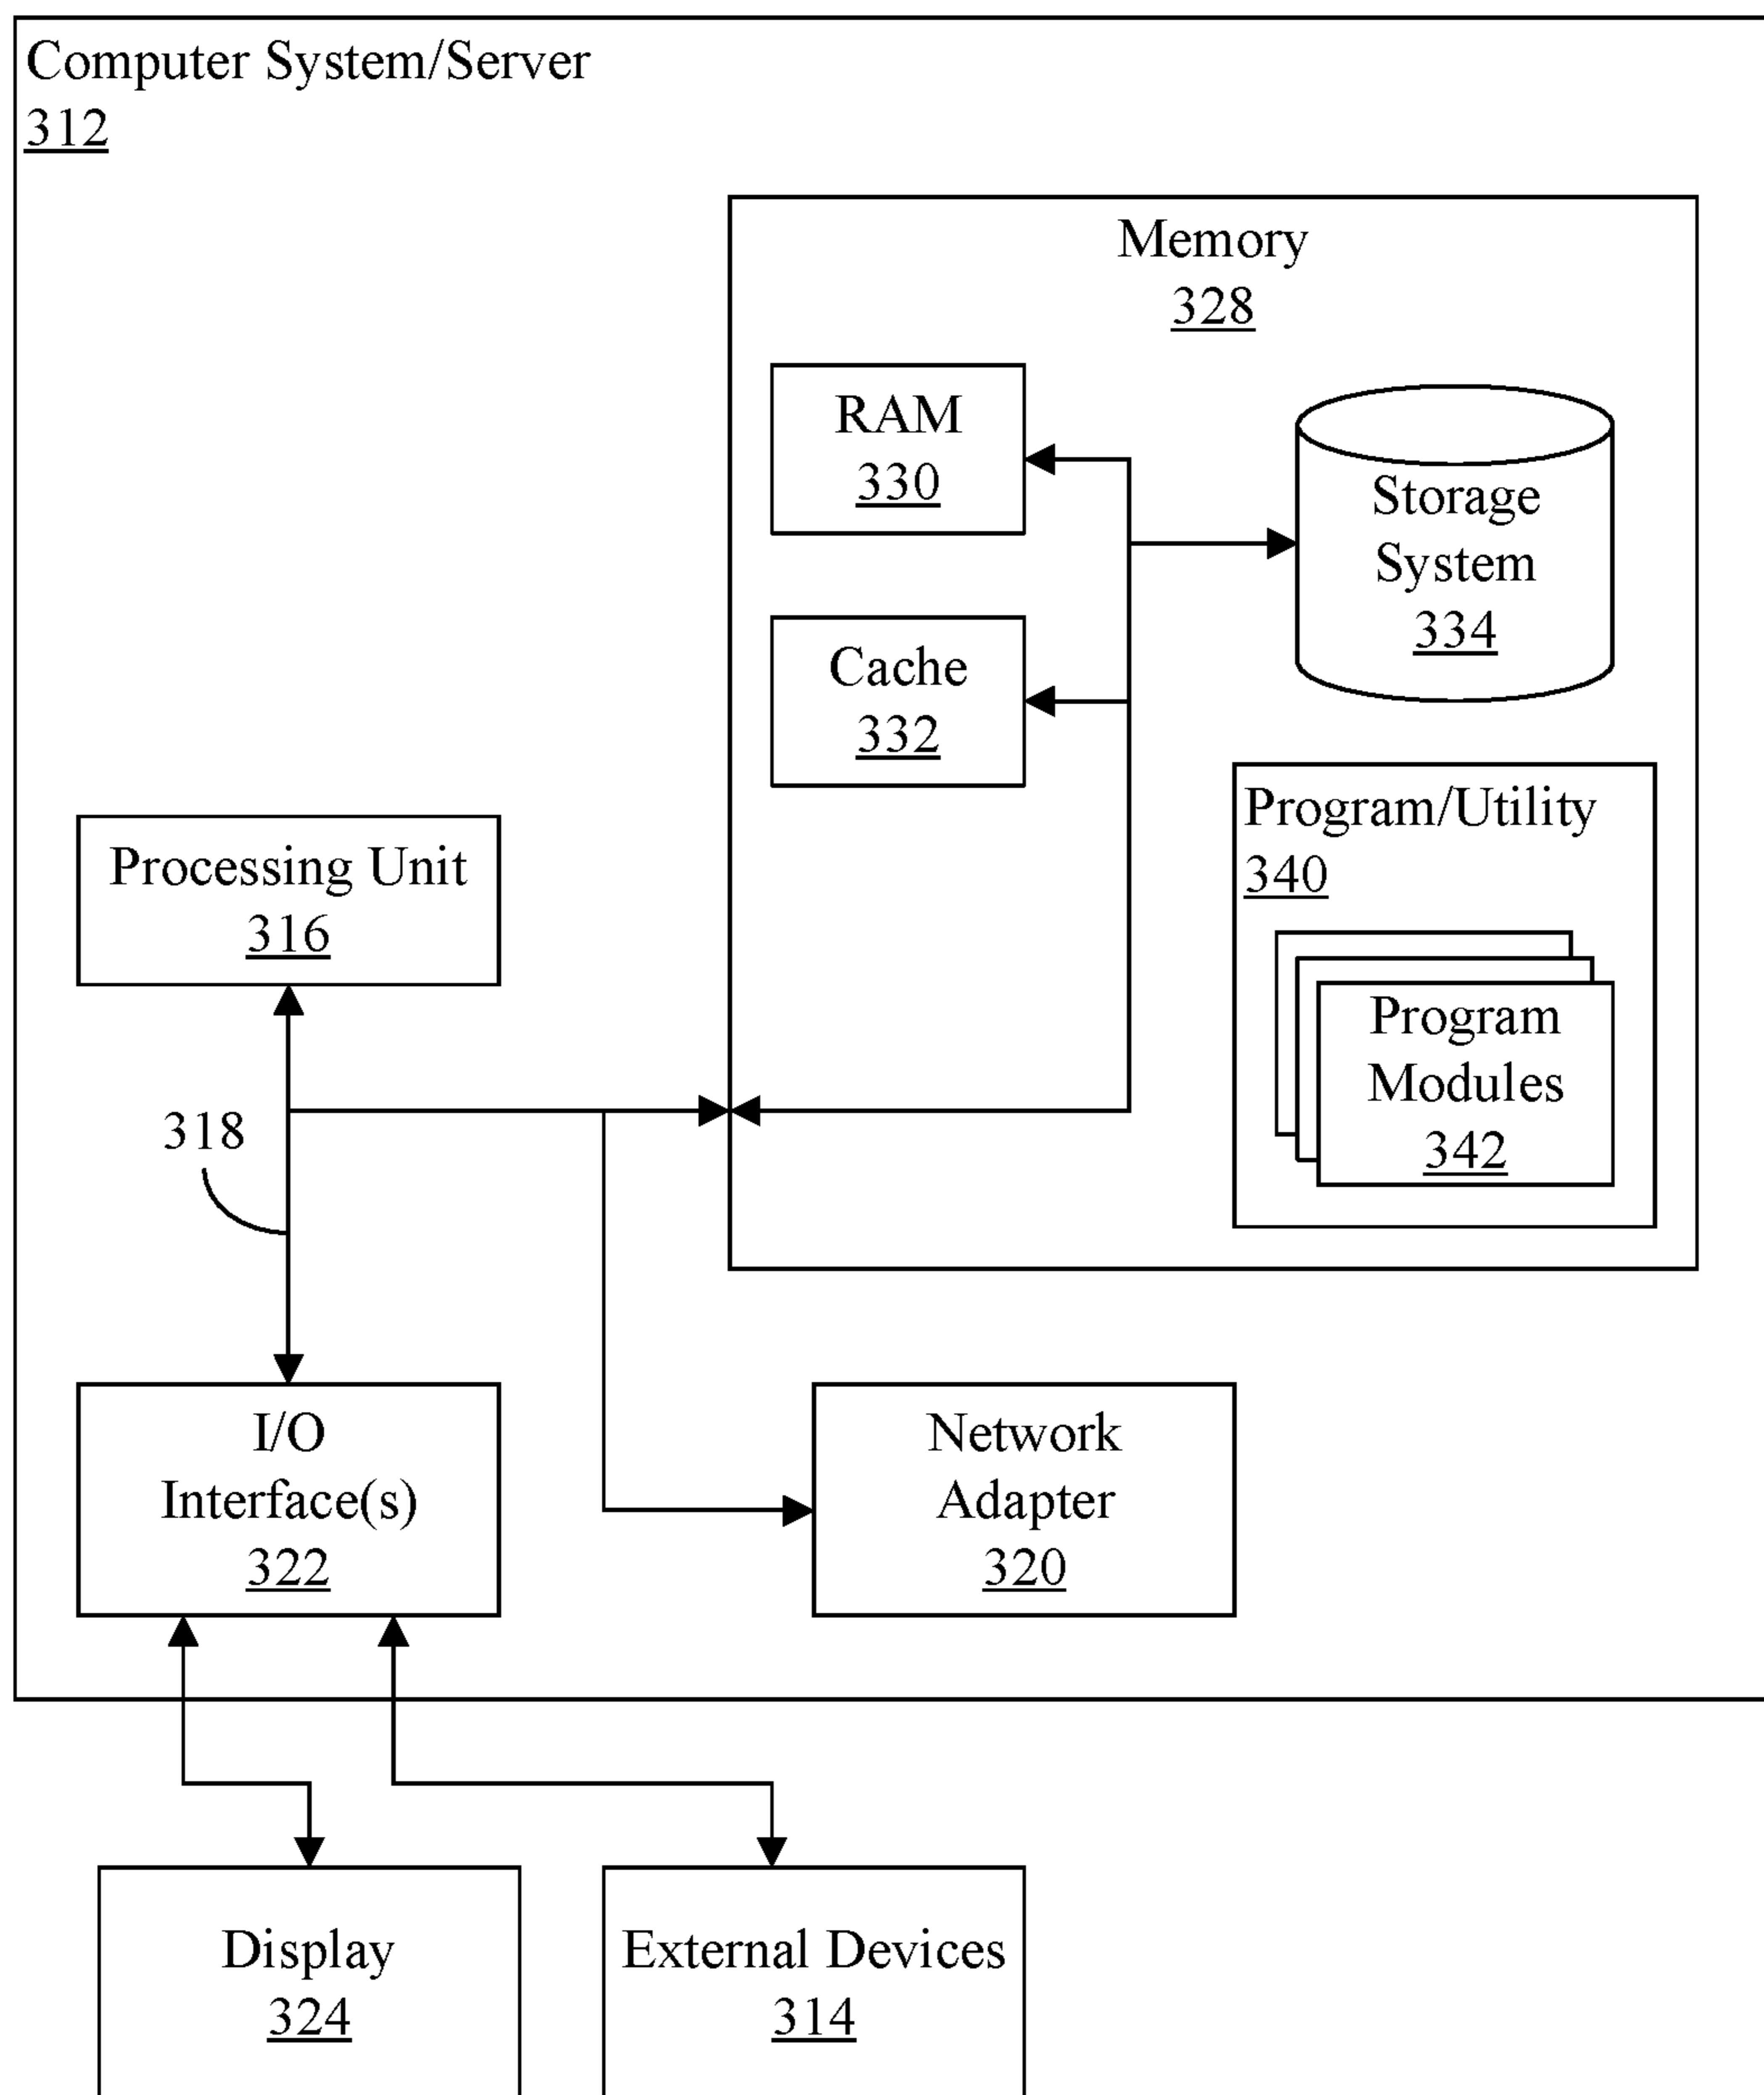 Computer System/Server
312
Memory
328
RAM
330
Storage
System
334
Cache
332
Program/Utility
340
Processing Unit
316
Program
Modules
342
318
I/O
Interface(s)
322
Network
Adapter
320
Display
324
External Devices
314